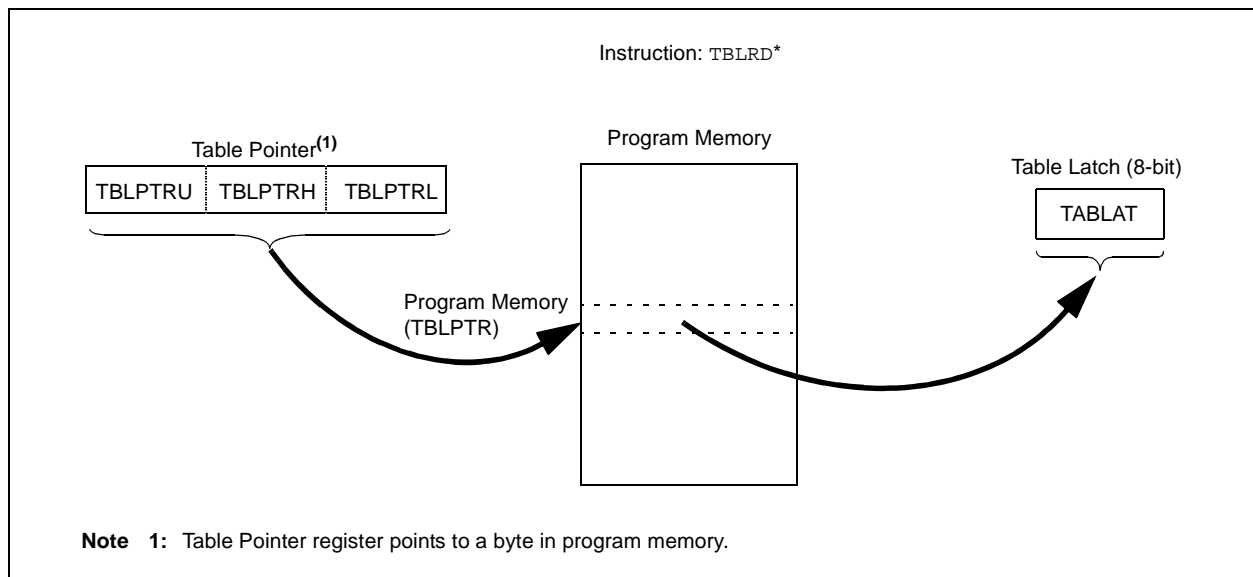 Instruction: TBLRD*
Table Pointer(1)
Program Memory
Table Latch (8-bit)
TBLPTRU TBLPTRH TBLPTRL
TABLAT
Program Memory
(TBLPTR)
Note 1: Table Pointer register points to a byte in program memory.